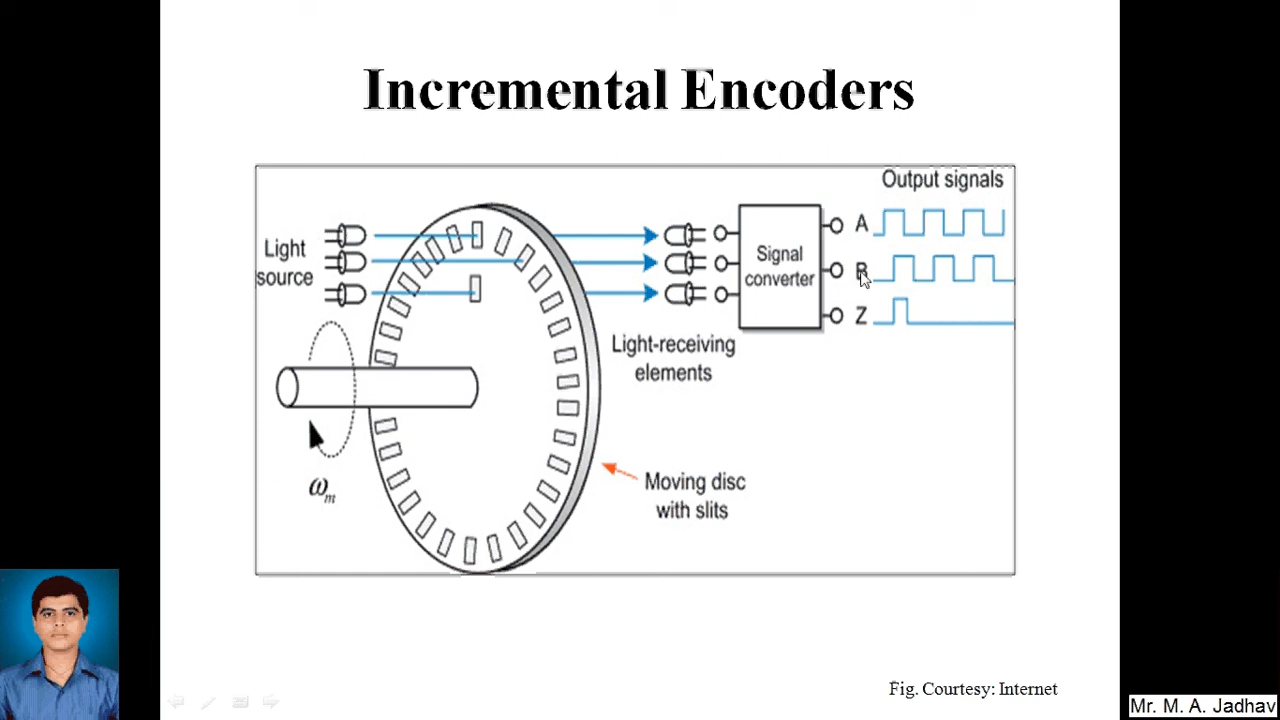 Incremental Encoders
Output signals
Light
source
A
Signal
converter
B
Z
Light-receiving
elements
ωm
Moving disc
with slits
Fig. Courtesy: Internet
Mr. M. A. Jadhav